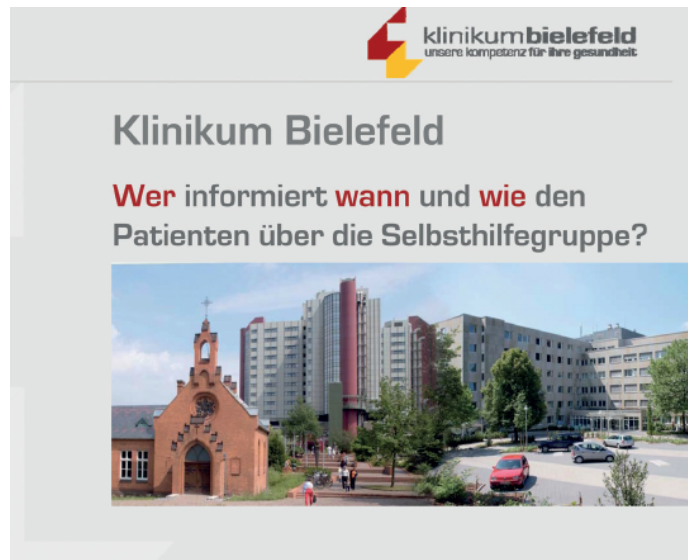 klinikumbielefeld
unsere kompetenz für ihre gesundheit
Klinikum Bielefeld
Wer informiert wann und wie den
Patienten über die Selbsthilfegruppe?